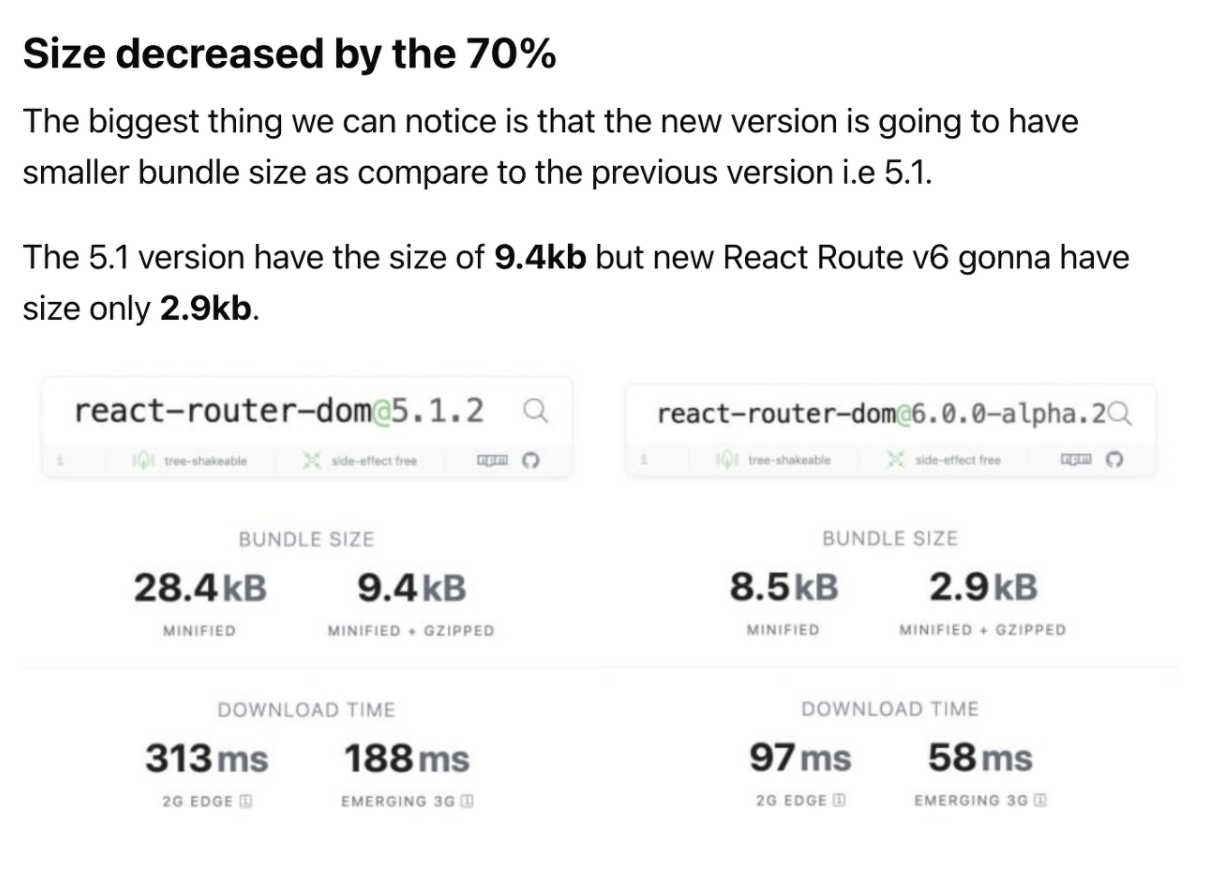 Size decreased by the 70%
The biggest thing we can notice is that the new version is going to have
smaller bundle size as compare to the previous version i.e 5.1.
The 5.1 version have the size of 9.4kb but new React Route v6 gonna have
size only 2.9kb.
react-router-dom@5.1.2
tree-shakeable side-effect free npm
BUNDLE SIZE
28.4 kB 9.4 kB
MINIFIED MINIFIED + GZIPPED
DOWNLOAD TIME
313 ms 188 ms
2G EDGE EMERGING 3G
react-router-dom@6.0.0-alpha.2
tree-shakeable side-effect free npm
BUNDLE SIZE
8.5 kB 2.9 kB
MINIFIED MINIFIED + GZIPPED
DOWNLOAD TIME
97 ms 58 ms
2G EDGE EMERGING 3G